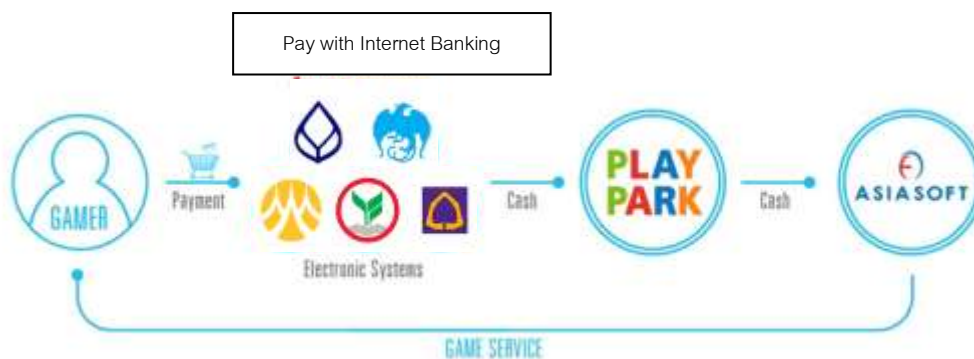 Pay with Internet Banking
GAMER
Payment
Electronic Systems
Cash
PLAY
PARK
Cash
ASIASOFT
GAME SERVICE